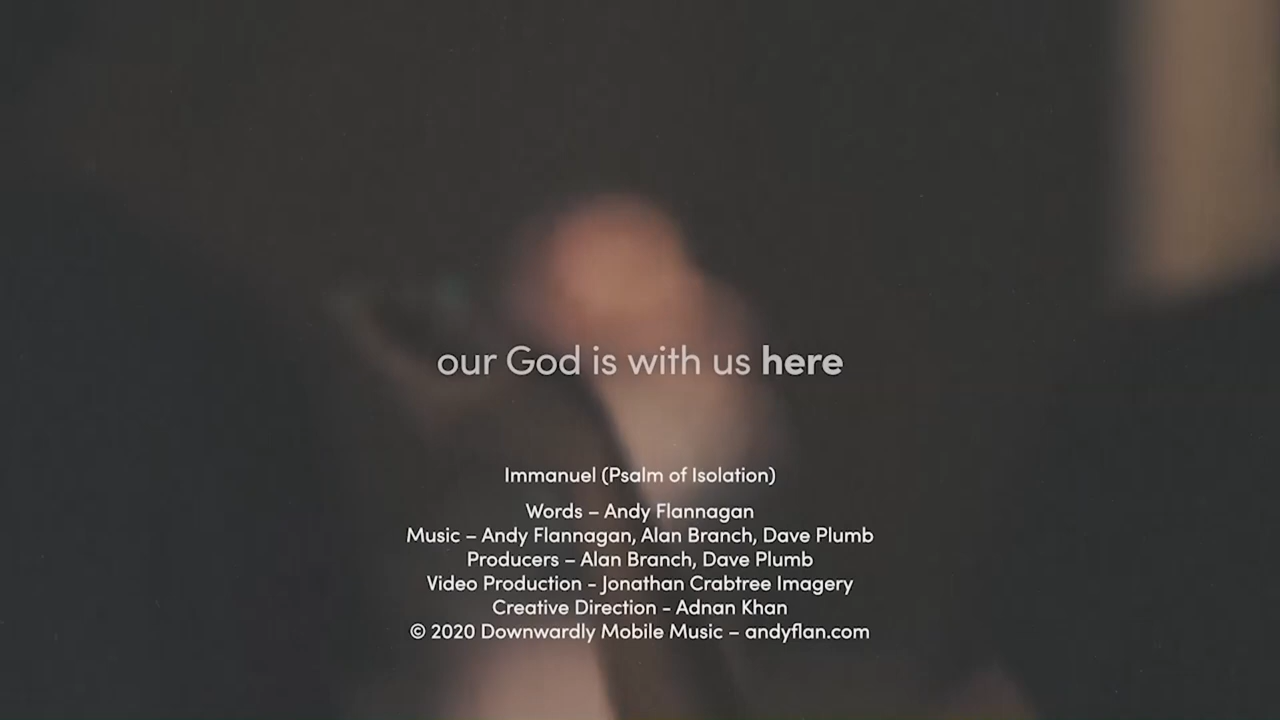 our God is with us here
Immanuel (Psalm of Isolation)
Words – Andy Flannagan
Music – Andy Flannagan, Alan Branch, Dave Plumb
Producers – Alan Branch, Dave Plumb
Video Production - Jonathan Crabtree Imagery
Creative Direction - Adnan Khan
© 2020 Downwardly Mobile Music – andyflan.com